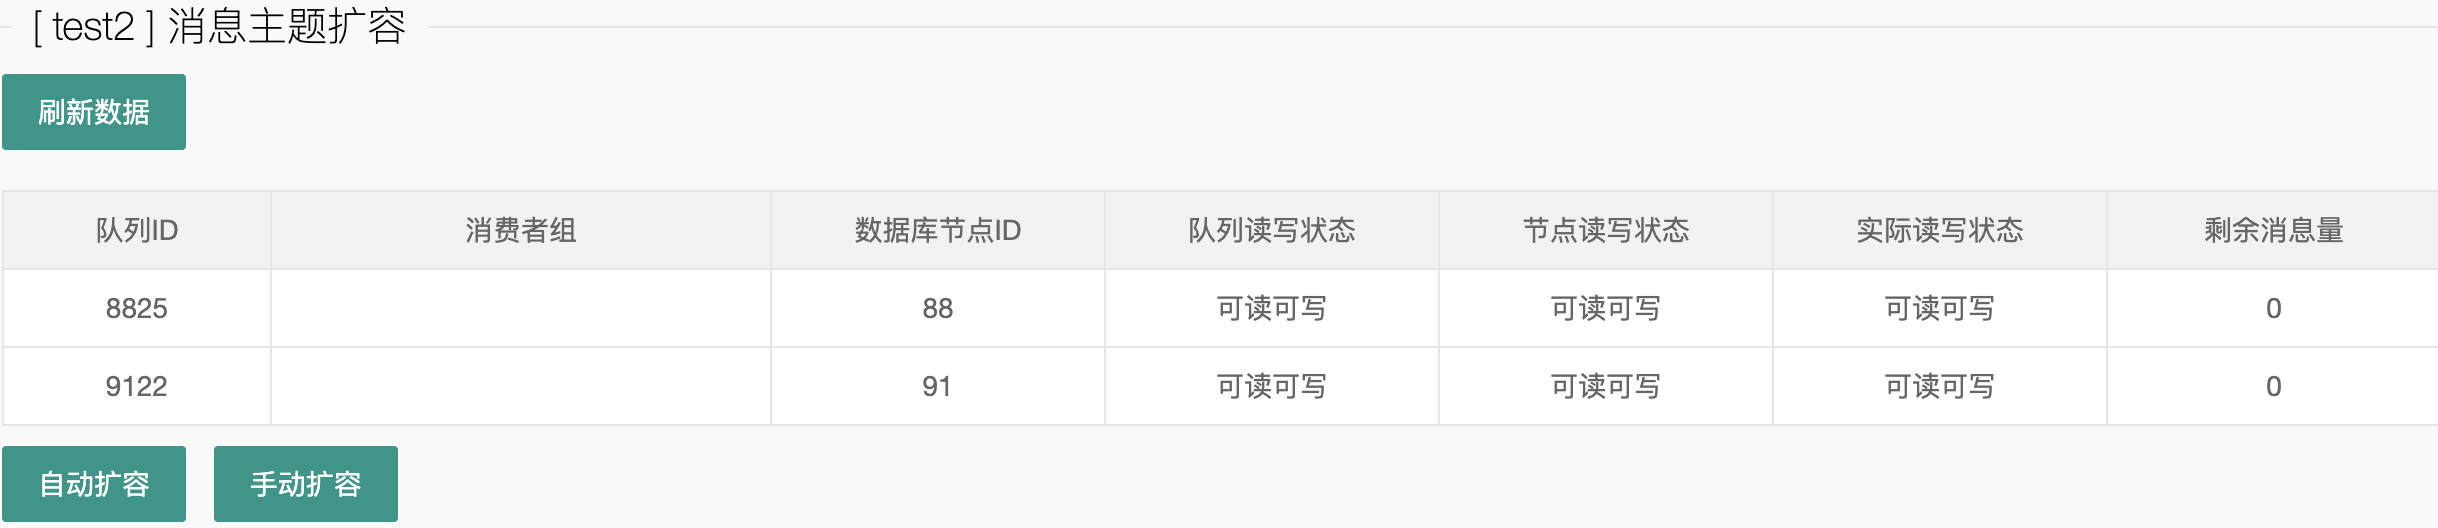 [ test2 ] 消息主题扩容
刷新数据
队列ID 消费者组 数据库节点ID 队列读写状态 节点读写状态 实际读写状态 剩余消息量
8825 88 可读可写 可读可写 可读可写 0
9122 91 可读可写 可读可写 可读可写 0
自动扩容 手动扩容